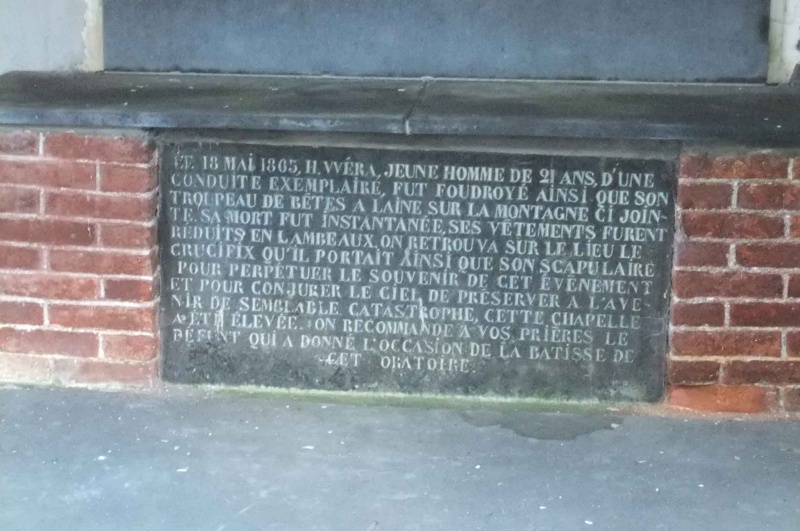 LE 18 MAI 1865, H. VVÉRA, JEUNE HOMME DE 21 ANS, D'UNE
CONDUITE EXEMPLAIRE, FUT FOUDROYÉ AINSI QUE SON
TROUPEAU DE BÊTES A LAINE SUR LA MONTAGNE CI JOIN-
TE. SA MORT FUT INSTANTANÉE, SES VÊTEMENTS FURENT
RÉDUITS EN LAMBEAUX, ON RETROUVA SUR LE LIEU LE
CRUCIFIX QU'IL PORTAIT AINSI QUE SON SCAPULAIRE
POUR PERPÉTUER LE SOUVENIR DE CET ÉVÉNEMENT
ET POUR CONJURER LE CIEL DE PRÉSERVER A L'AVE-
NIR DE SEMBLABLE CATASTROPHE, CETTE CHAPELLE
A ÉTÉ ÉLEVÉE. ON RECOMMANDE A VOS PRIÈRES LE
DÉFUNT QUI A DONNÉ L'OCCASION DE LA BATISSE DE
CET ORATOIRE.